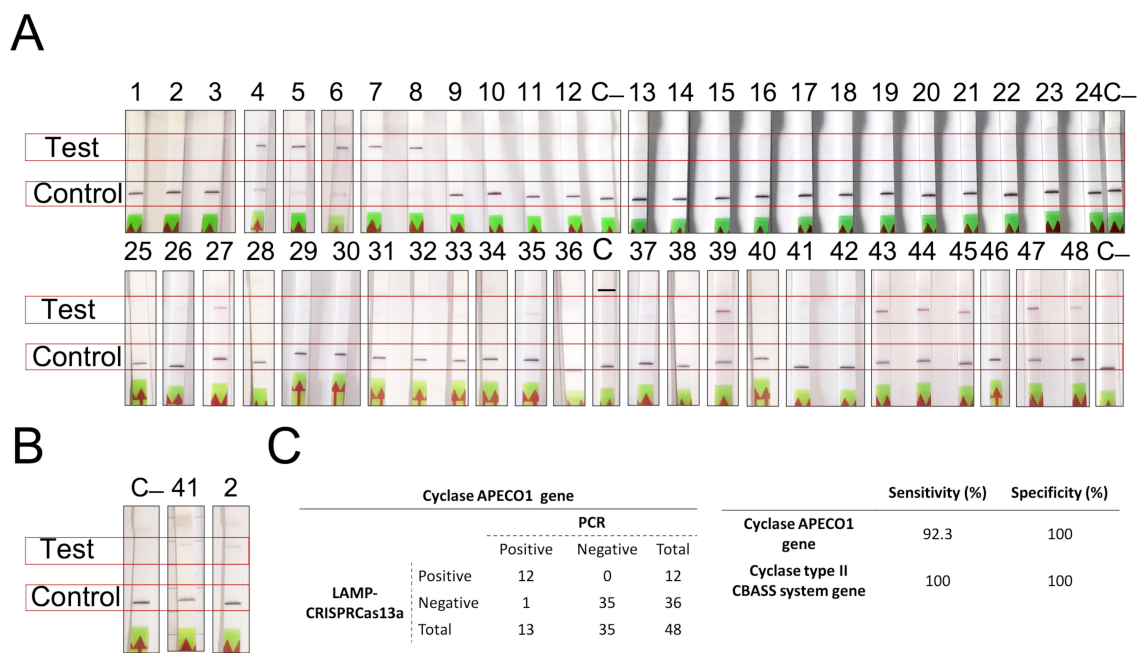 A
1 2 3 4 5 6 7 8 9 10 11 12 C– 13 14 15 16 17 18 19 20 21 22 23 24 C–
Test
Control
25 26 27 28 29 30 31 32 33 34 35 36 C– 37 38 39 40 41 42 43 44 45 46 47 48 C–
Test
Control
B
C– 41 2
Test
Control
C
Cyclase APECO1 gene
PCR
Positive Negative Total
LAMP-CRISPRCas13a
Positive 12 0 12
Negative 1 35 36
Total 13 35 48
Sensitivity (%) Specificity (%)
Cyclase APECO1
gene
92.3 100
Cyclase type II
CBASS system gene
100 100